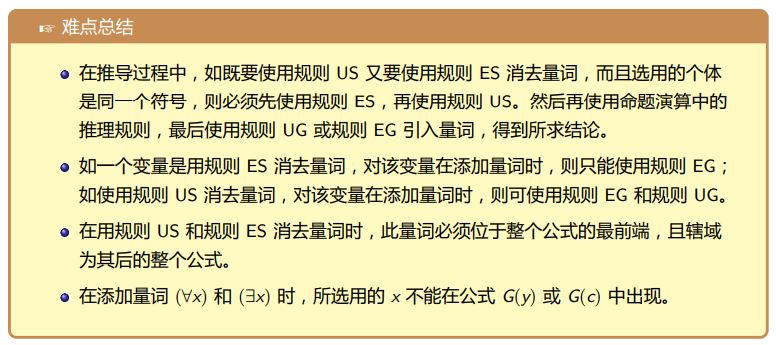 ☞ 难点总结
在推导过程中，如既要使用规则 US 又要使用规则 ES 消去量词，而且选用的个体
是同一个符号，则必须先使用规则 ES，再使用规则 US。然后再使用命题演算中的
推理规则，最后使用规则 UG 或规则 EG 引入量词，得到所求结论。
如一个变量是用规则 ES 消去量词，对该变量在添加量词时，则只能使用规则 EG；
如使用规则 US 消去量词，对该变量在添加量词时，则可使用规则 EG 和规则 UG。
在用规则 US 和规则 ES 消去量词时，此量词必须位于整个公式的最前端，且辖域
为其后的整个公式。
在添加量词 (∀x) 和 (∃x) 时，所选用的 x 不能在公式 G(y) 或 G(c) 中出现。